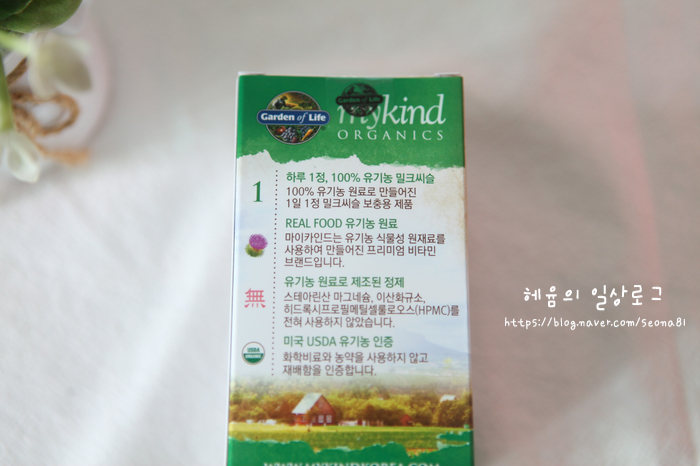 Garden of Life
mykind
ORGANICS
1
하루 1정, 100% 유기농 밀크씨슬
100% 유기농 원료로 만들어진
1일 1정 밀크씨슬 보충용 제품
REAL FOOD 유기농 원료
마이카인드는 유기농 식물성 원재료를
사용하여 만들어진 프리미엄 비타민
브랜드입니다.
無
유기농 원료로 제조된 정제
스테아린산 마그네슘, 이산화규소,
히드록시프로필메틸셀룰로오스(HPMC)를
전혀 사용하지 않았습니다.
USDA
ORGANIC
미국 USDA 유기농 인증
화학비료와 농약을 사용하지 않고
재배함을 인증합니다.
WWW.MYKINDKOREA.COM
헤윰의 일상로그
https://blog.naver.com/seona81